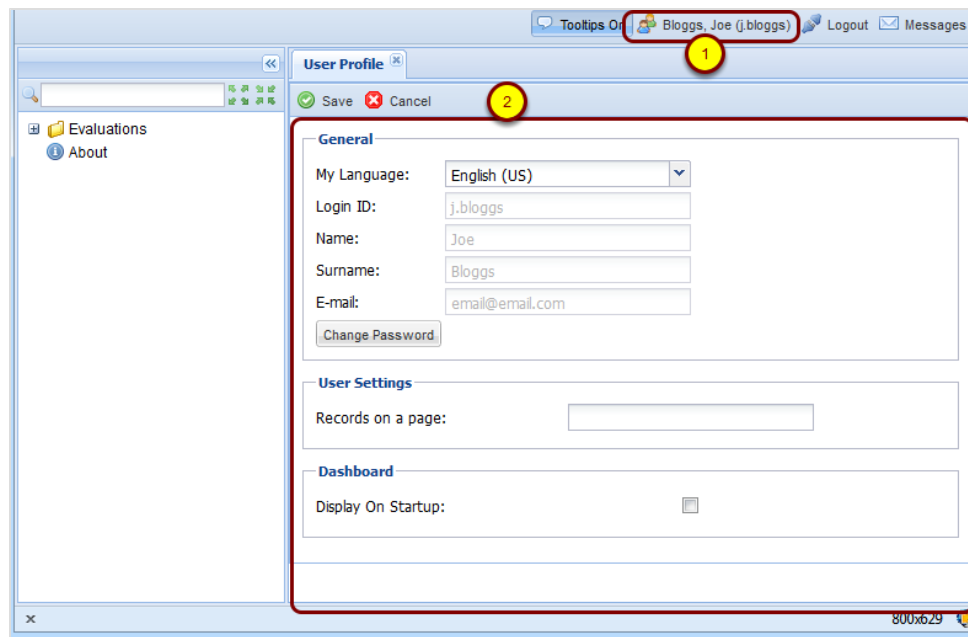 Tooltips On Bloggs, Joe (j.bloggs) Logout Messages
1
User Profile
Save Cancel 2
Evaluations
About
General
My Language: English (US)
Login ID: j.bloggs
Name: Joe
Surname: Bloggs
E-mail: email@email.com
Change Password
User Settings
Records on a page:
Dashboard
Display On Startup:
800x629